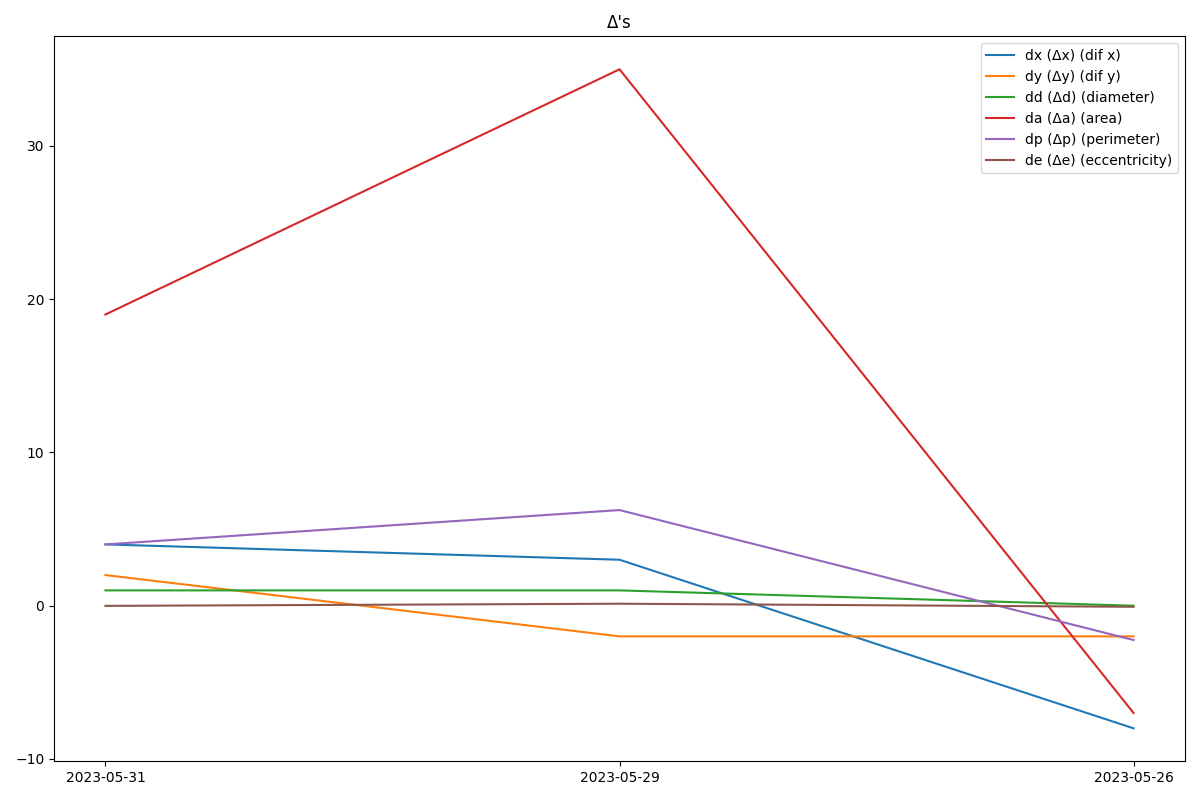 Δ's
dx (Δx) (dif x)
dy (Δy) (dif y)
dd (Δd) (diameter)
da (Δa) (area)
dp (Δp) (perimeter)
de (Δe) (eccentricity)
30
20
10
0
−10
2023-05-31
2023-05-29
2023-05-26